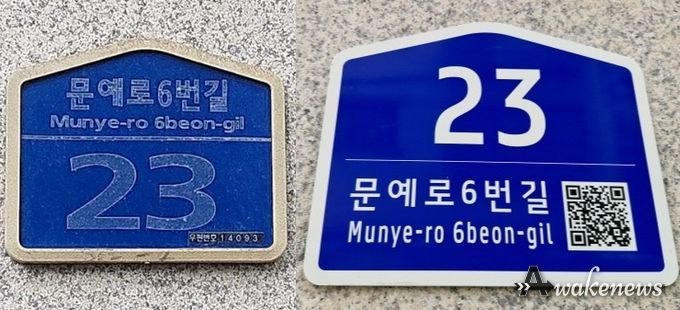 문예로6번길
Munye-ro 6beon-gil
23
우편번호 14093
23
문예로6번길
Munye-ro 6beon-gil
Awakenews